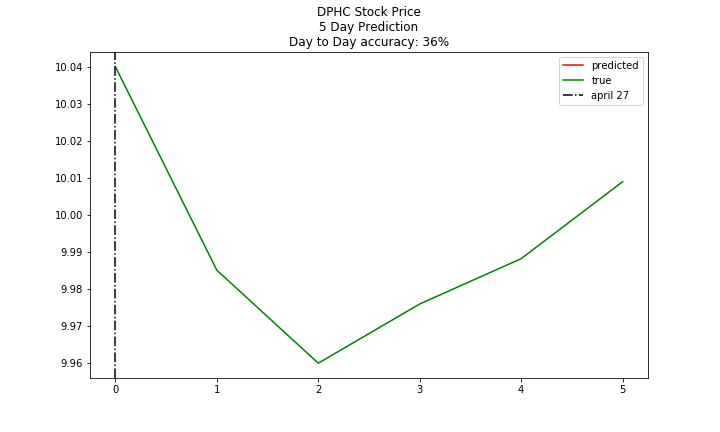 DPHC Stock Price
5 Day Prediction
Day to Day accuracy: 36%
predicted
true
april 27
10.04
10.03
10.02
10.01
10.00
9.99
9.98
9.97
9.96
0 1 2 3 4 5